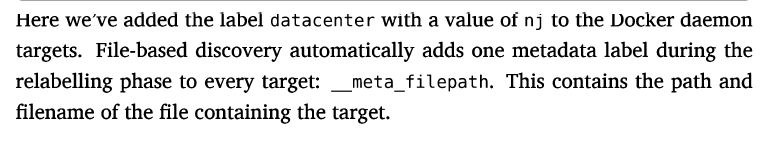 Here we've added the label datacenter with a value of nj to the Docker daemon
targets. File-based discovery automatically adds one metadata label during the
relabelling phase to every target: __meta_filepath. This contains the path and
filename of the file containing the target.